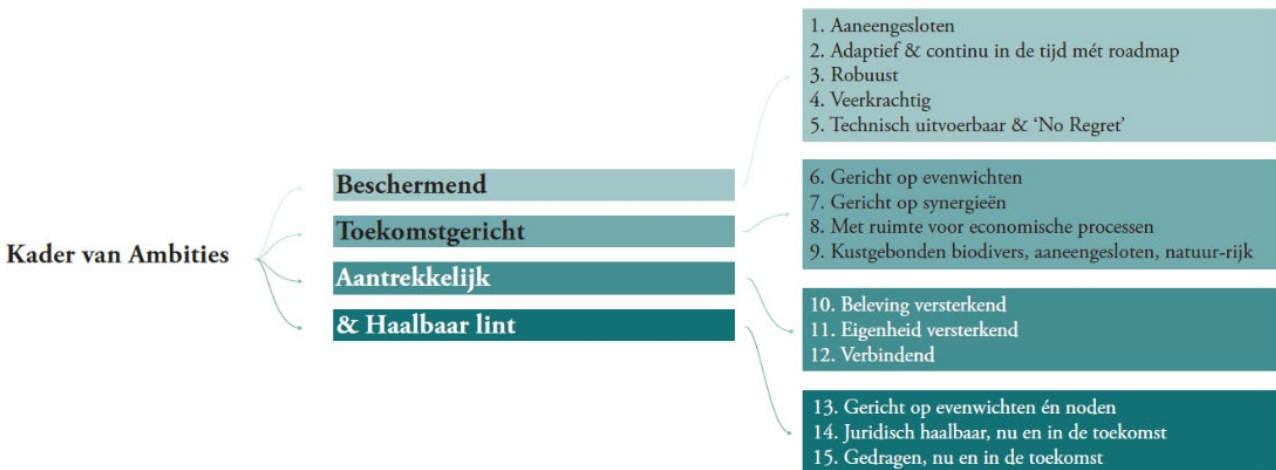 Kader van Ambities
Beschermend
Toekomstgericht
Aantrekkelijk
& Haalbaar lint
1. Aaneengesloten
2. Adaptief & continu in de tijd mét roadmap
3. Robuust
4. Veerkrachtig
5. Technisch uitvoerbaar & ‘No Regret’
6. Gericht op evenwichten
7. Gericht op synergieën
8. Met ruimte voor economische processen
9. Kustgebonden biodivers, aaneengesloten, natuur-rijk
10. Beleving versterkend
11. Eigenheid versterkend
12. Verbindend
13. Gericht op evenwichten én noden
14. Juridisch haalbaar, nu en in de toekomst
15. Gedragen, nu en in de toekomst